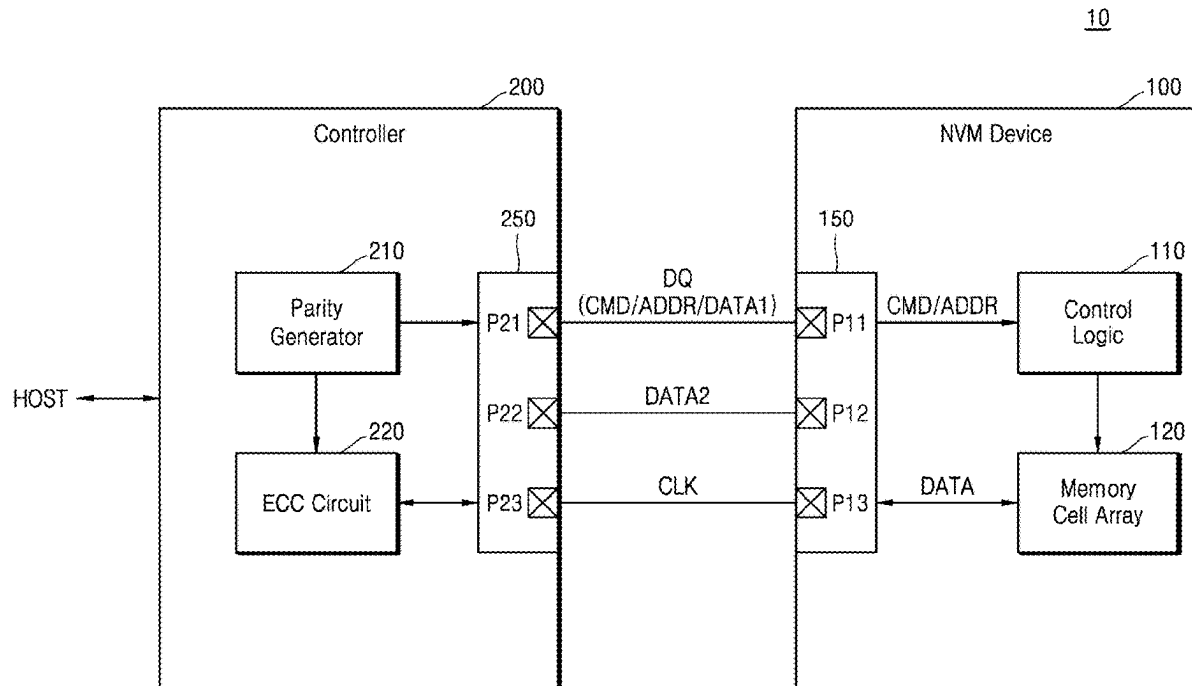 10
200
100
Controller
NVM Device
250
150
210
110
Parity
Generator
P21
DQ
(CMD/ADDR/DATA1)
P11
CMD/ADDR
Control
Logic
HOST
P22
DATA2
P12
220
120
ECC Circuit
P23
CLK
P13
DATA
Memory
Cell Array